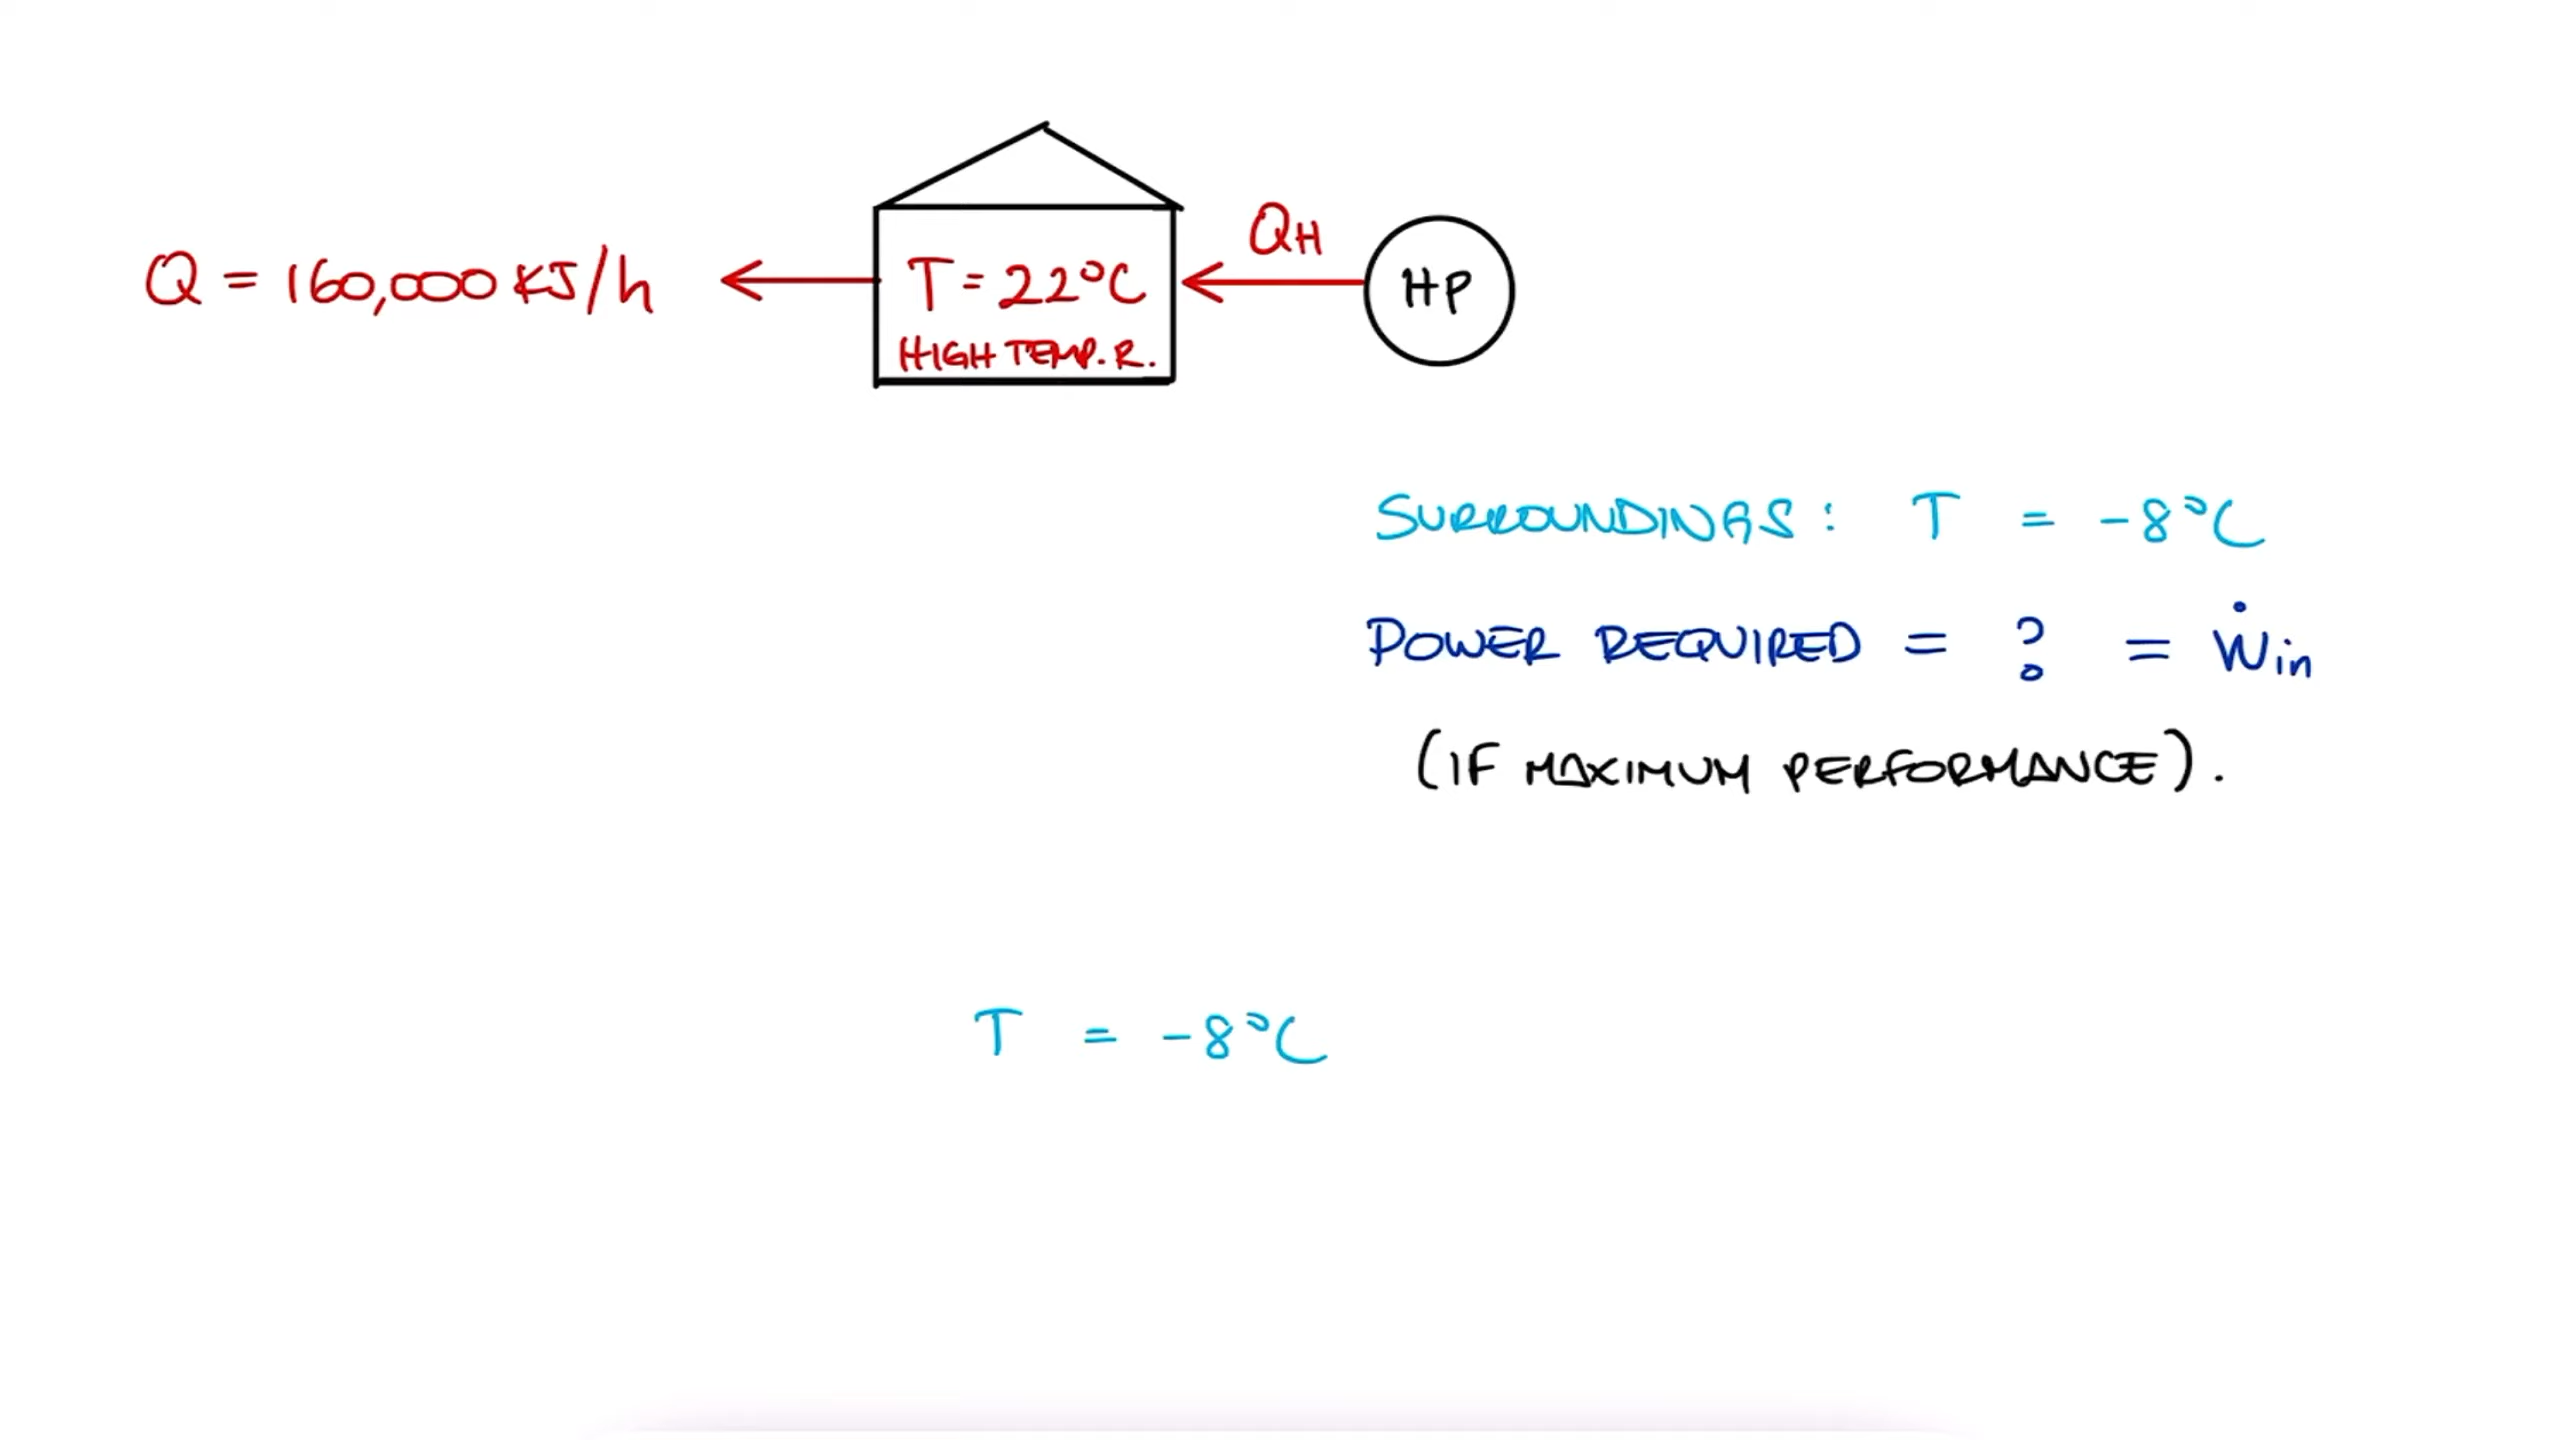 Q = 160,000 KJ/h
T = 22°C
HIGH TEMP. R.
QH
HP
SURROUNDINGS: T = -8°C
POWER REQUIRED = ? = Ẇin
(IF MAXIMUM PERFORMANCE).
T = -8°C